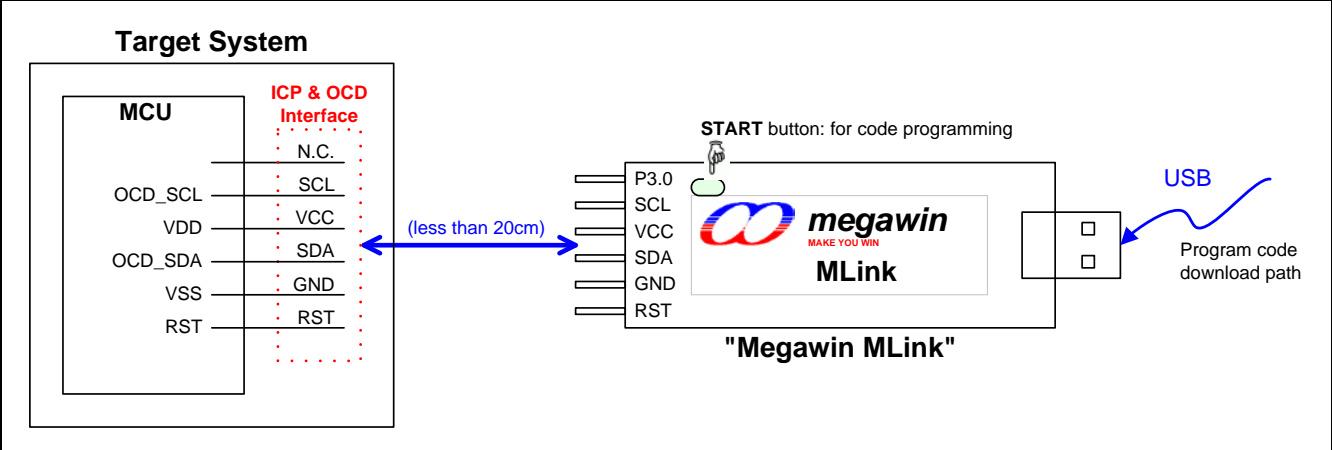 Target System
MCU
ICP & OCD
Interface
N.C.
OCD_SCL
SCL
VDD
VCC
OCD_SDA
SDA
VSS
GND
RST
RST
(less than 20cm)
START button: for code programming
P3.0
SCL
VCC
SDA
GND
RST
megawin
MAKE YOU WIN
MLink
"Megawin MLink"
USB
Program code
download path